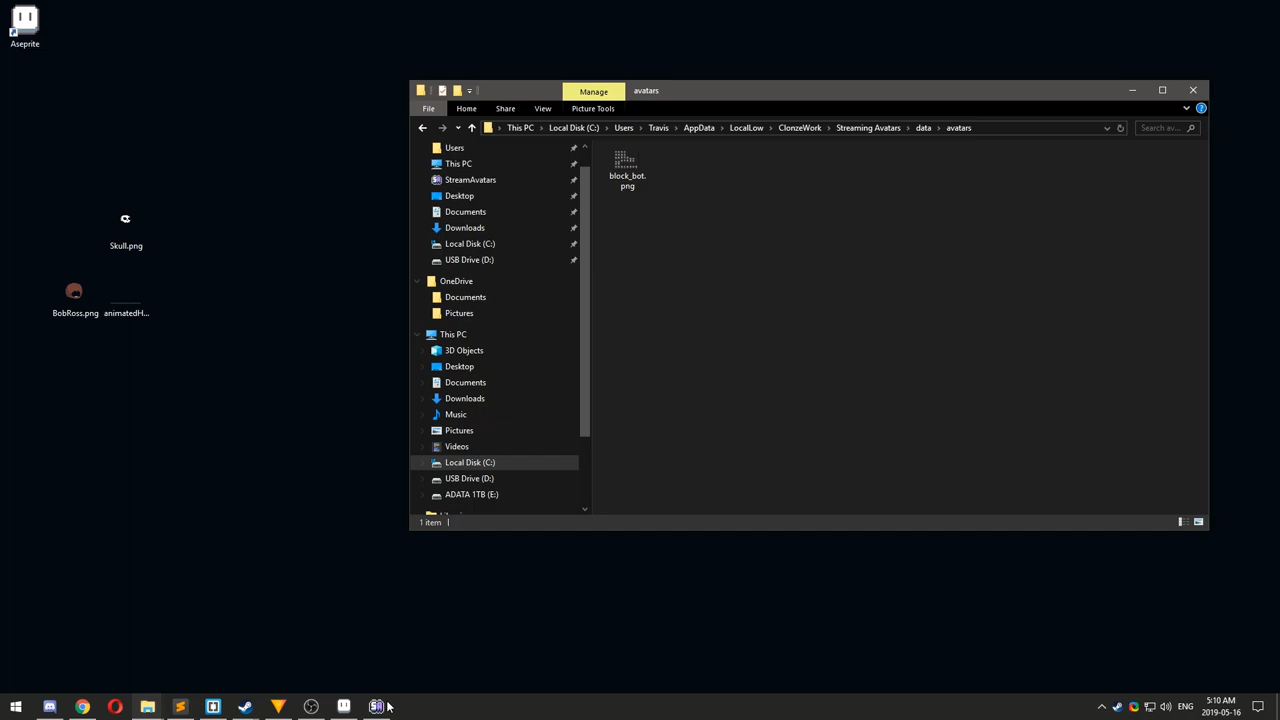 Aseprite
Skull.png
BobRoss.png
animatedH...
Manage
avatars
File
Home
Share
View
Picture Tools
This PC
Local Disk (C:)
Users
Travis
AppData
LocalLow
ClonzeWork
Streaming Avatars
data
avatars
Search av...
Users
This PC
StreamAvatars
Desktop
Documents
Downloads
Local Disk (C:)
USB Drive (D:)
OneDrive
Documents
Pictures
This PC
3D Objects
Desktop
Documents
Downloads
Music
Pictures
Videos
Local Disk (C:)
USB Drive (D:)
ADATA 1TB (E:)
block_bot.
png
1 item
SA
ENG
5:10 AM
2019-05-16